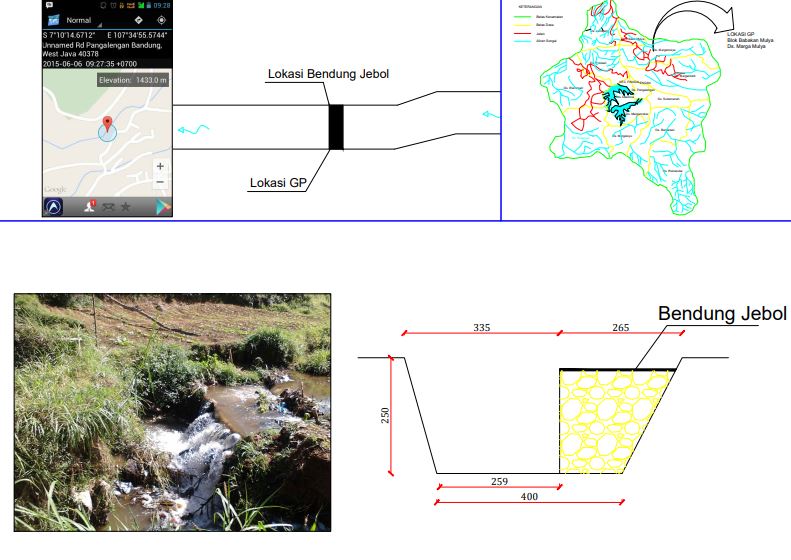 09:28
Normal
S 7°10'14.6712" E 107°34'55.5744"
Unnamed Rd Pangalengan Bandung,
West Java 40378
2015-06-06 09:27:35 +0700
Elevation: 1433.0 m
Google
Lokasi Bendung Jebol
Lokasi GP
KETERANGAN
Batas Kecamatan
Batas Desa
Jalan
Aliran Sungai
LOKASI GP
Blok Babakan Mulya
Ds. Marga Mulya
Bendung Jebol
335
265
250
259
400